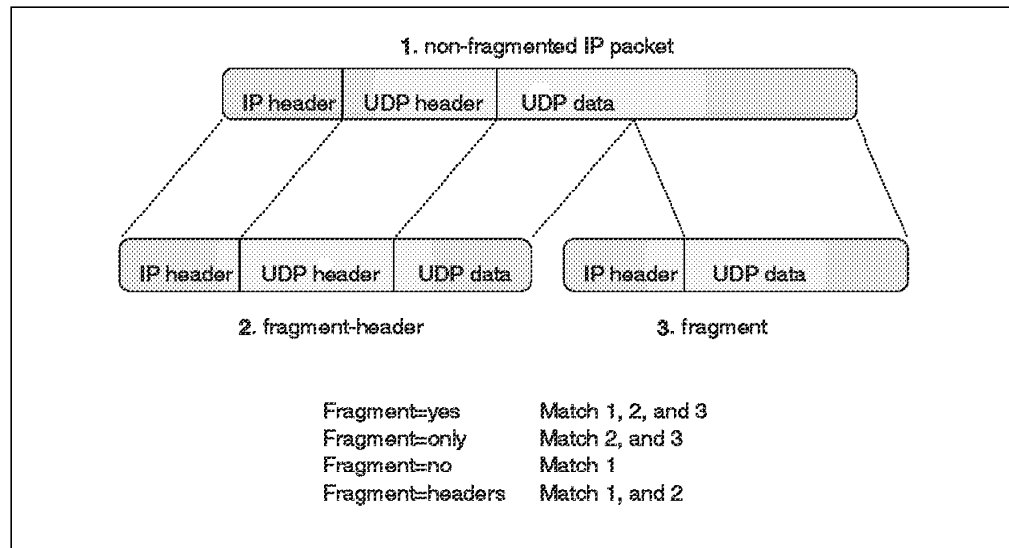 1. non-fragmented IP packet
IP header UDP header UDP data
IP header UDP header UDP data IP header UDP data
2. fragment-header 3. fragment
Fragment=yes Match 1, 2, and 3
Fragment=only Match 2, and 3
Fragment=no Match 1
Fragment=headers Match 1, and 2